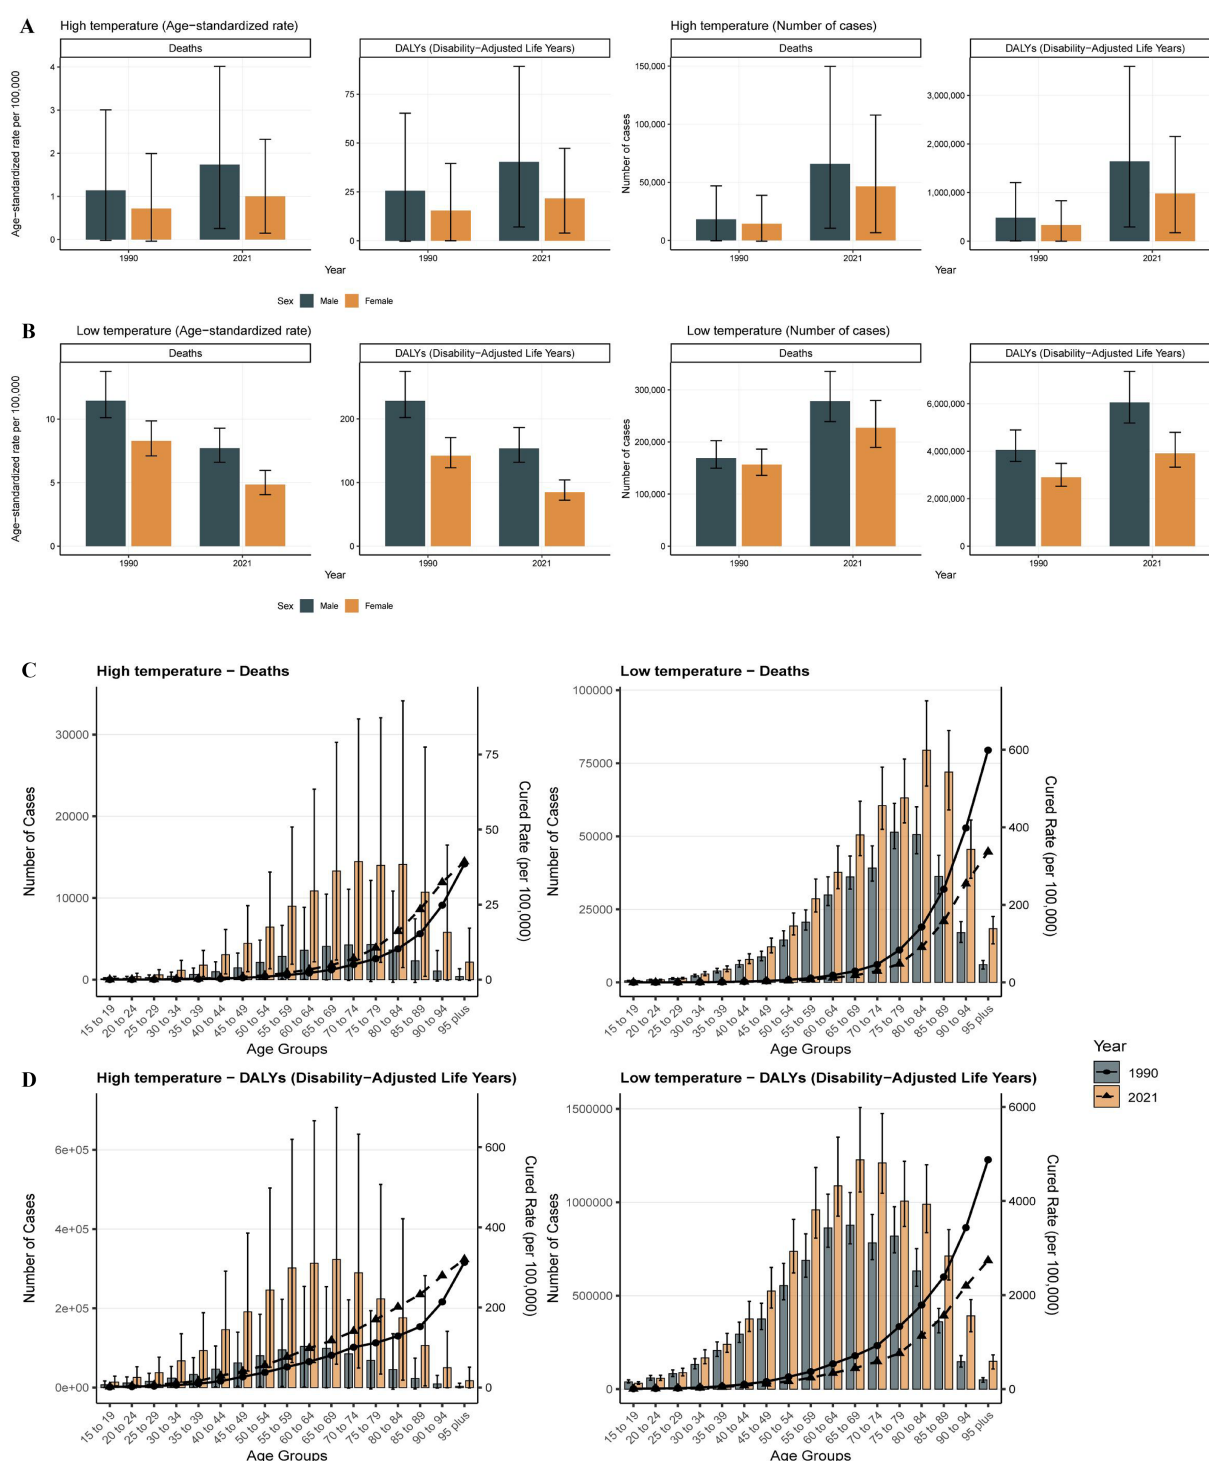 A
High temperature (Age−standardized rate)
High temperature (Number of cases)
Deaths
DALYs (Disability−Adjusted Life Years)
Deaths
DALYs (Disability−Adjusted Life Years)
Age−standardized rate per 100,000
4
3
2
1
0
75
50
25
0
Number of cases
150,000
100,000
50,000
0
3,000,000
2,000,000
1,000,000
0
1990
2021
1990
2021
1990
2021
1990
2021
Year
Year
Sex
Male
Female
B
Low temperature (Age−standardized rate)
Low temperature (Number of cases)
Deaths
DALYs (Disability−Adjusted Life Years)
Deaths
DALYs (Disability−Adjusted Life Years)
Age−standardized rate per 100,000
10
5
0
200
100
0
Number of cases
300,000
200,000
100,000
0
6,000,000
4,000,000
2,000,000
0
1990
2021
1990
2021
1990
2021
1990
2021
Year
Year
Sex
Male
Female
C
High temperature − Deaths
Number of Cases
30000
20000
10000
0
75
50
25
0
Cured Rate (per 100,000)
15 to 19
20 to 24
25 to 29
30 to 34
35 to 39
40 to 44
45 to 49
50 to 54
55 to 59
60 to 64
65 to 69
70 to 74
75 to 79
80 to 84
85 to 89
90 to 94
95 plus
Age Groups
Low temperature − Deaths
Number of Cases
100000
75000
50000
25000
0
600
400
200
0
Cured Rate (per 100,000)
15 to 19
20 to 24
25 to 29
30 to 34
35 to 39
40 to 44
45 to 49
50 to 54
55 to 59
60 to 64
65 to 69
70 to 74
75 to 79
80 to 84
85 to 89
90 to 94
95 plus
Age Groups
Year
1990
2021
D
High temperature − DALYs (Disability−Adjusted Life Years)
Number of Cases
6e+05
4e+05
2e+05
0e+00
600
400
200
0
Cured Rate (per 100,000)
15 to 19
20 to 24
25 to 29
30 to 34
35 to 39
40 to 44
45 to 49
50 to 54
55 to 59
60 to 64
65 to 69
70 to 74
75 to 79
80 to 84
85 to 89
90 to 94
95 plus
Age Groups
Low temperature − DALYs (Disability−Adjusted Life Years)
Number of Cases
1500000
1000000
500000
0
6000
4000
2000
0
Cured Rate (per 100,000)
15 to 19
20 to 24
25 to 29
30 to 34
35 to 39
40 to 44
45 to 49
50 to 54
55 to 59
60 to 64
65 to 69
70 to 74
75 to 79
80 to 84
85 to 89
90 to 94
95 plus
Age Groups